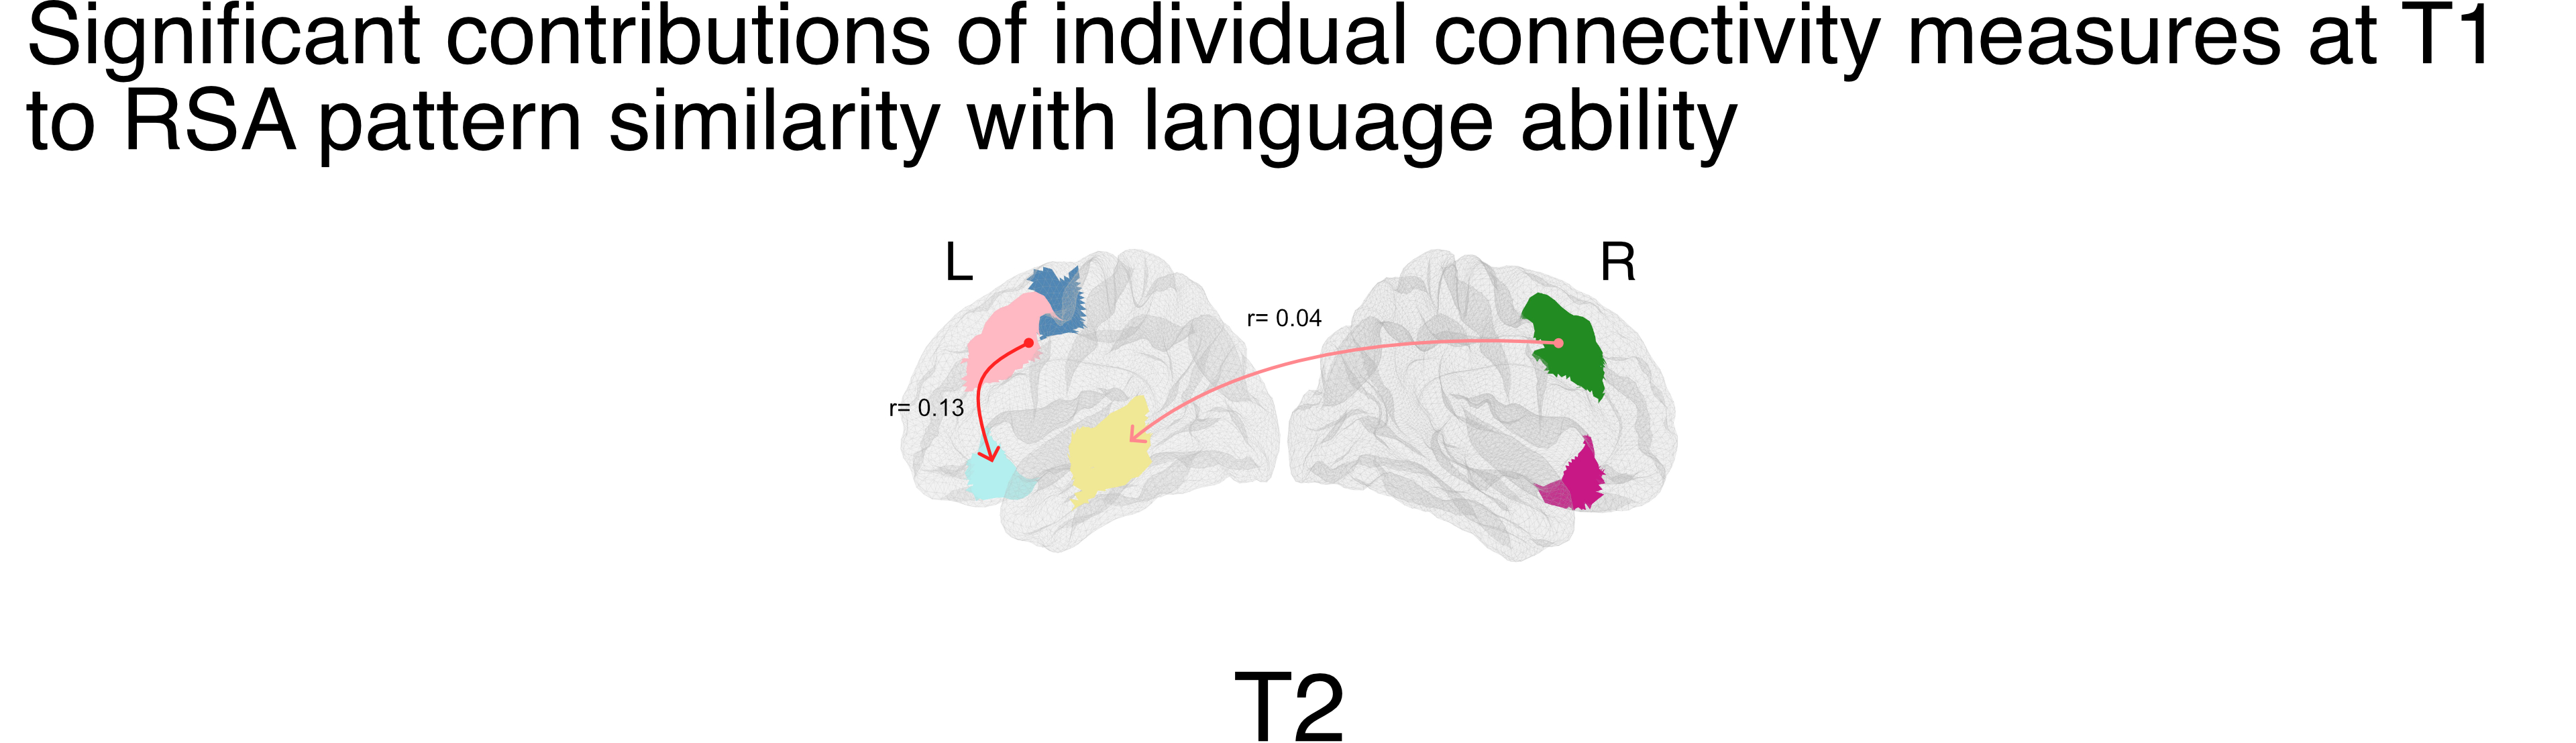 Significant contributions of individual connectivity measures at T1
to RSA pattern similarity with language ability
L
R
r= 0.04
r= 0.13
T2